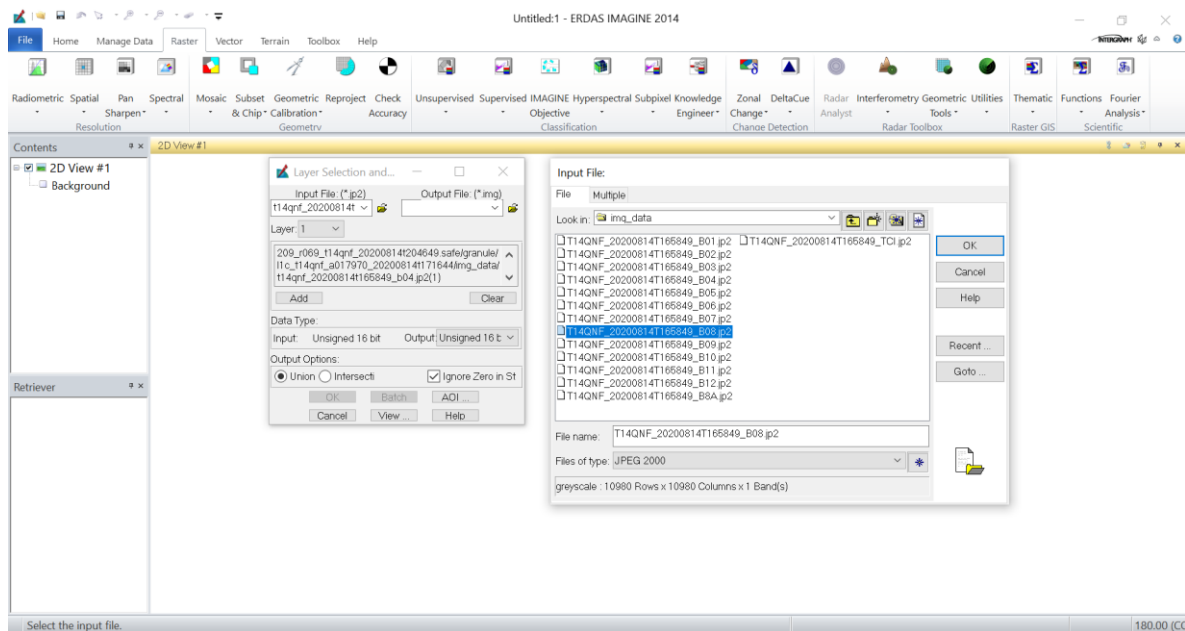 Untitled:1 - ERDAS IMAGINE 2014
File Home Manage Data Raster Vector Terrain Toolbox Help
INTERGRAPH
Radiometric Spatial Pan Sharpen Spectral Mosaic Subset & Chip Geometric Calibration Reproject Check Accuracy Unsupervised Supervised IMAGINE Objective Hyperspectral Subpixel Knowledge Engineer Zonal Change DeltaCue Radar Analyst Interferometry Geometric Tools Utilities Thematic Functions Fourier Analysis
Resolution Geometry Classification Change Detection Radar Toolbox Raster GIS Scientific
Contents
2D View #1
Background
Retriever
2D View #1
Layer Selection and...
Input File: (*.jp2) Output File: (*.img)
t14qnf_20200814t
Layer: 1
209_r069_t14qnf_20200814t204649.safe/granule/
l1c_t14qnf_a017970_20200814t171644/img_data/
t14qnf_20200814t165849_b04.jp2(1)
Add Clear
Data Type:
Input: Unsigned 16 bit Output: Unsigned 16 b
Output Options:
Union Intersecti Ignore Zero in St
OK Batch AOI ...
Cancel View ... Help
Input File:
File Multiple
Look in: img_data
T14QNF_20200814T165849_B01.jp2 T14QNF_20200814T165849_TCI.jp2
T14QNF_20200814T165849_B02.jp2
T14QNF_20200814T165849_B03.jp2
T14QNF_20200814T165849_B04.jp2
T14QNF_20200814T165849_B05.jp2
T14QNF_20200814T165849_B06.jp2
T14QNF_20200814T165849_B07.jp2
T14QNF_20200814T165849_B08.jp2
T14QNF_20200814T165849_B09.jp2
T14QNF_20200814T165849_B10.jp2
T14QNF_20200814T165849_B11.jp2
T14QNF_20200814T165849_B12.jp2
T14QNF_20200814T165849_B8A.jp2
OK
Cancel
Help
Recent ...
Goto ...
File name: T14QNF_20200814T165849_B08.jp2
Files of type: JPEG 2000
greyscale : 10980 Rows x 10980 Columns x 1 Band(s)
Select the input file.
180.00 (CC